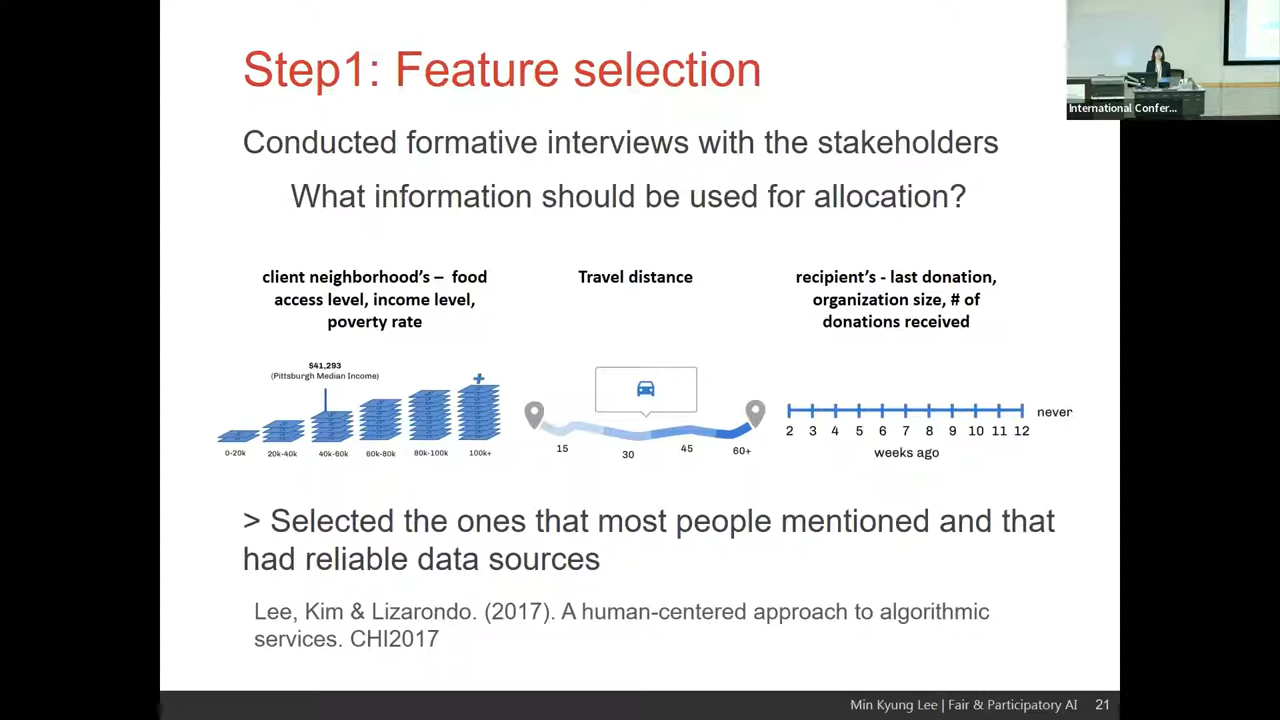 Step1: Feature selection
International Confer...
Conducted formative interviews with the stakeholders
What information should be used for allocation?
client neighborhood's – food
access level, income level,
poverty rate
Travel distance
recipient's - last donation,
organization size, # of
donations received
$41,293
(Pittsburgh Median Income)
0-20k 20k-40k 40k-60k 60k-80k 80k-100k 100k+
15 30 45 60+
never
2 3 4 5 6 7 8 9 10 11 12
weeks ago
> Selected the ones that most people mentioned and that
had reliable data sources
Lee, Kim & Lizarondo. (2017). A human-centered approach to algorithmic
services. CHI2017
Min Kyung Lee | Fair & Participatory AI 21